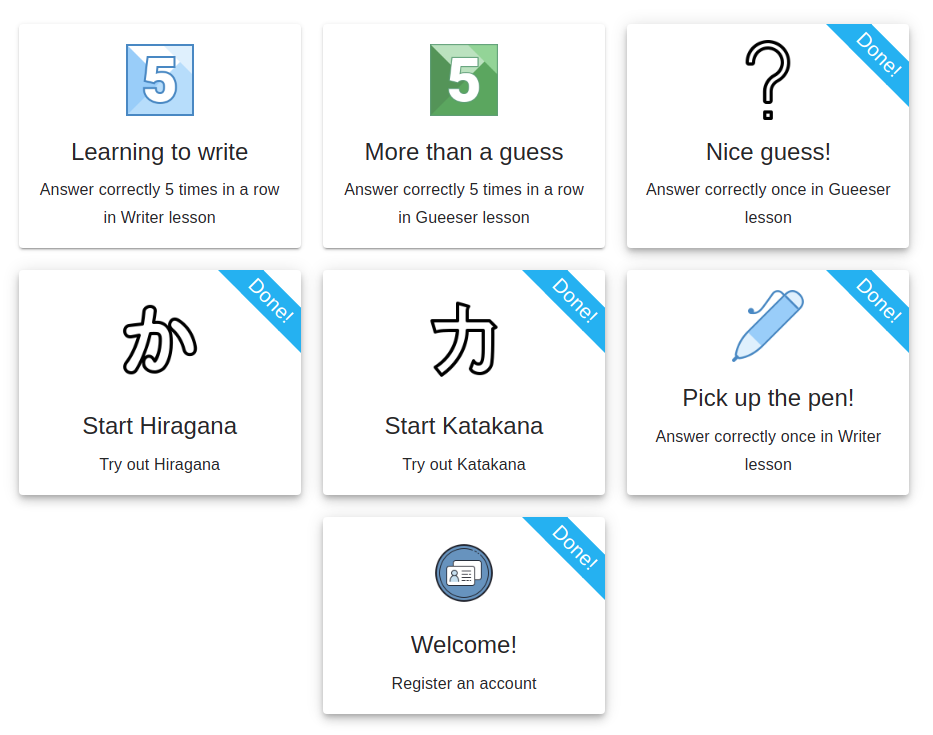 5
Learning to write
Answer correctly 5 times in a row
in Writer lesson
5
More than a guess
Answer correctly 5 times in a row
in Gueeser lesson
Done!
?
Nice guess!
Answer correctly once in Gueeser
lesson
Done!
か
Start Hiragana
Try out Hiragana
Done!
カ
Start Katakana
Try out Katakana
Done!
Pick up the pen!
Answer correctly once in Writer
lesson
Done!
Welcome!
Register an account